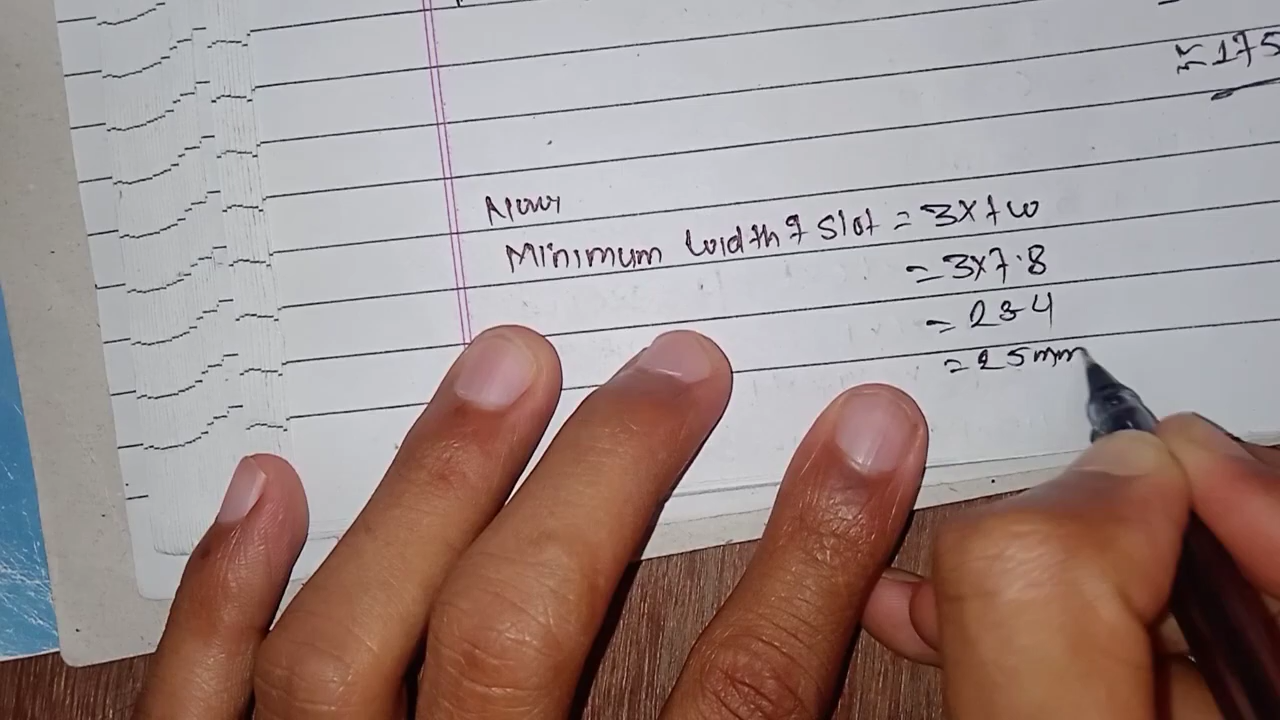 ≈175
Now
Minimum width of slot = 3×tw
= 3×7.8
= 23.4
= 25mm